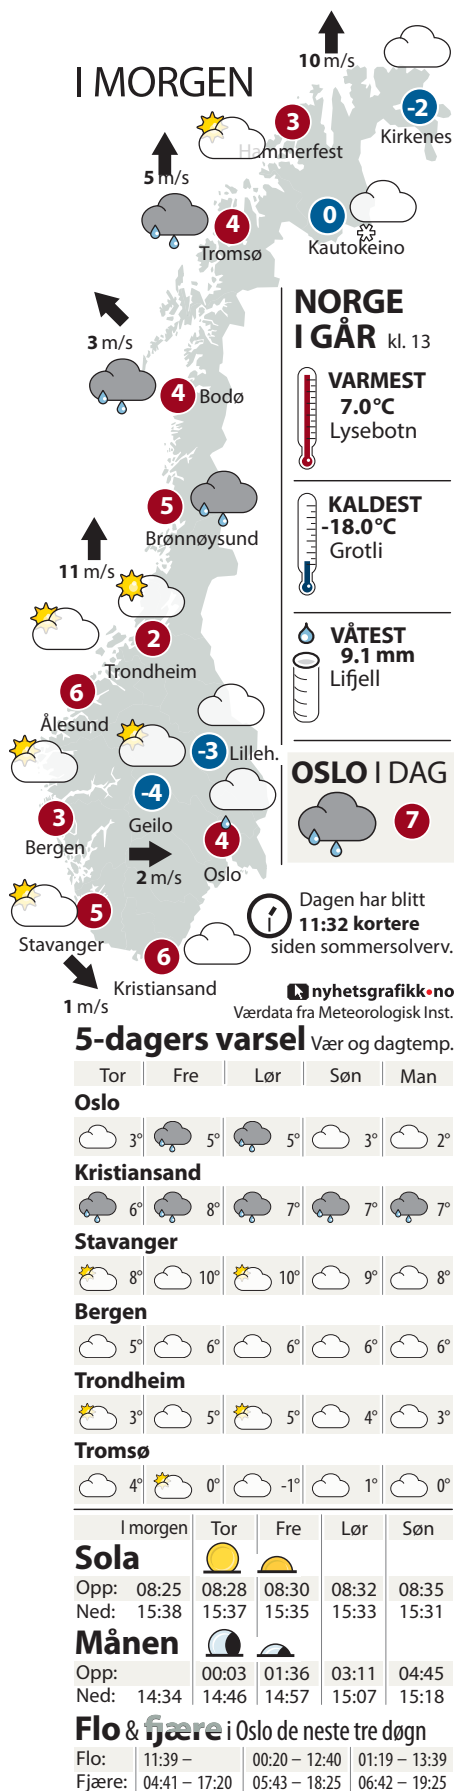 I MORGEN
10 m/s
-2
Kirkenes
3
Hammerfest
5 m/s
4
Tromsø
0
Kautokeino
NORGE
I GÅR kl. 13
VARMEST
7.0°C
Lysebotn
KALDEST
-18.0°C
Grotli
VÅTEST
9.1 mm
Lifjell
3 m/s
4 Bodø
5
Brønnøysund
11 m/s
2
Trondheim
6
Ålesund
-3 Lilleh.
-4
Geilo
3
Bergen
4
Oslo
2 m/s
5
Stavanger
6
Kristiansand
1 m/s
OSLO I DAG
7
Dagen har blitt
11:32 kortere
siden sommersolverv.
nyhetsgrafikk•no
Værdata fra Meteorologisk Inst.
5-dagers varsel Vær og dagtemp.
Tor Fre Lør Søn Man
Oslo
3° 5° 5° 3° 2°
Kristiansand
6° 8° 7° 7° 7°
Stavanger
8° 10° 10° 9° 8°
Bergen
5° 6° 6° 6° 6°
Trondheim
3° 5° 5° 4° 3°
Tromsø
4° 0° -1° 1° 0°
I morgen Tor Fre Lør Søn
Sola
Opp: 08:25 08:28 08:30 08:32 08:35
Ned: 15:38 15:37 15:35 15:33 15:31
Månen
Opp: 00:03 01:36 03:11 04:45
Ned: 14:34 14:46 14:57 15:07 15:18
Flo & fjære i Oslo de neste tre døgn
Flo: 11:39 – 00:20 – 12:40 01:19 – 13:39
Fjære: 04:41 – 17:20 05:43 – 18:25 06:42 – 19:25